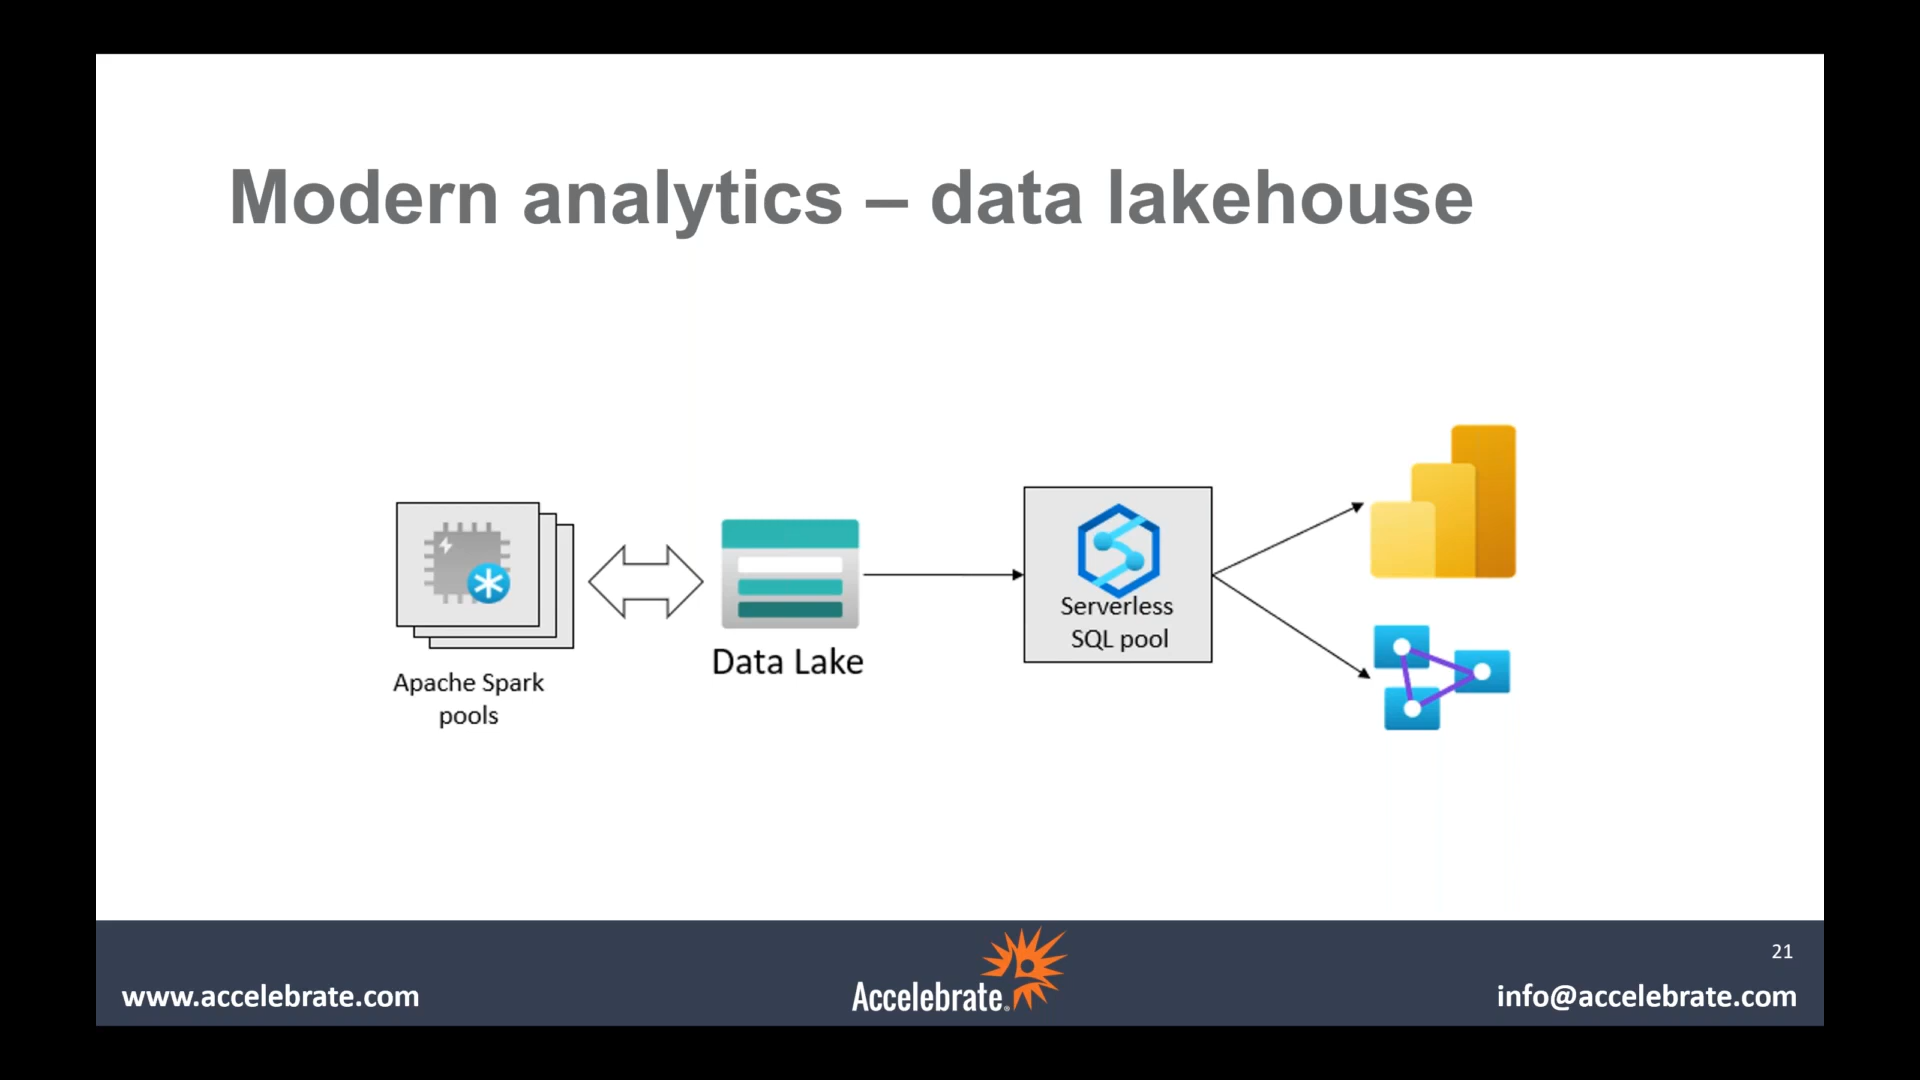 Modern analytics – data lakehouse
Apache Spark
pools
Data Lake
Serverless
SQL pool
21
www.accelebrate.com
Accelebrate®
info@accelebrate.com